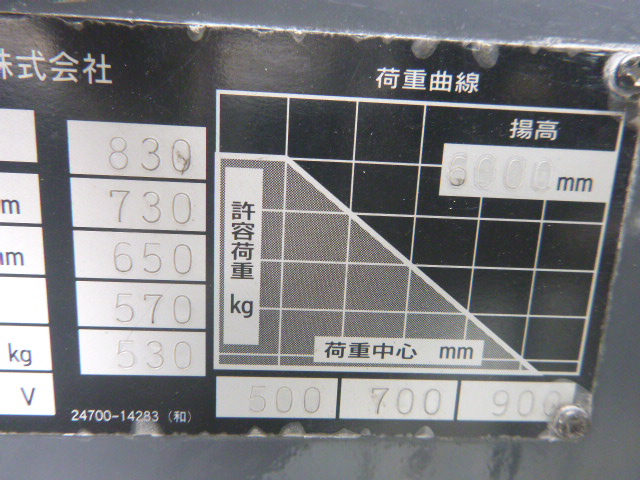 株式会社
荷重曲線
揚高
mm
830
730
650
570
530
許容荷重
kg
m
mm
kg
V
荷重中心 mm
500 700 900
24700-14283 (和)